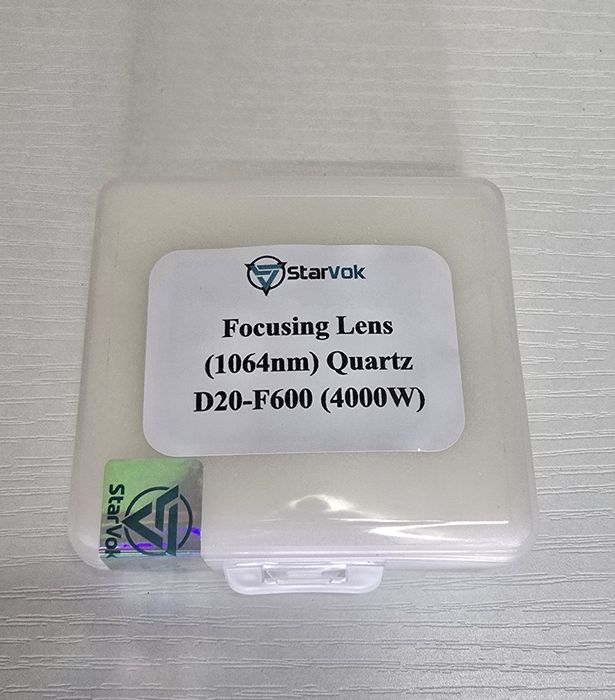 StarVok
Focusing Lens
(1064nm) Quartz
D20-F600 (4000W)
StarVok